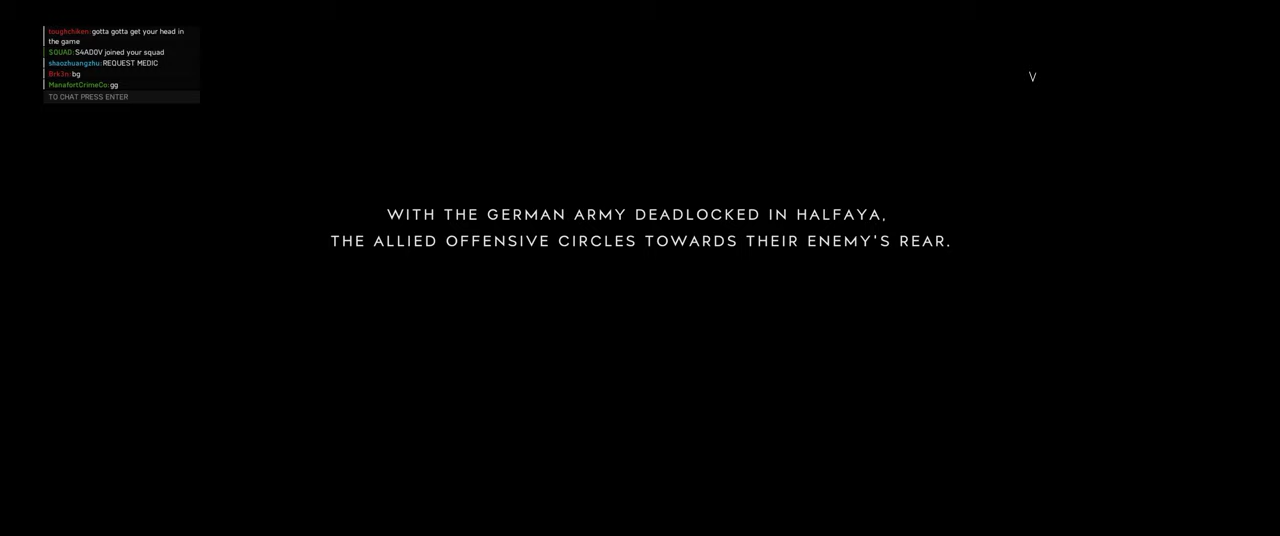 toughchiken: gotta gotta get your head in
the game
SQUAD: S4AD0V joined your squad
shaozhuangzhu: REQUEST MEDIC
Brk1n: bg
ManafortCrimeCo: gg
TO CHAT PRESS ENTER
V
WITH THE GERMAN ARMY DEADLOCKED IN HALFAYA,
THE ALLIED OFFENSIVE CIRCLES TOWARDS THEIR ENEMY'S REAR.